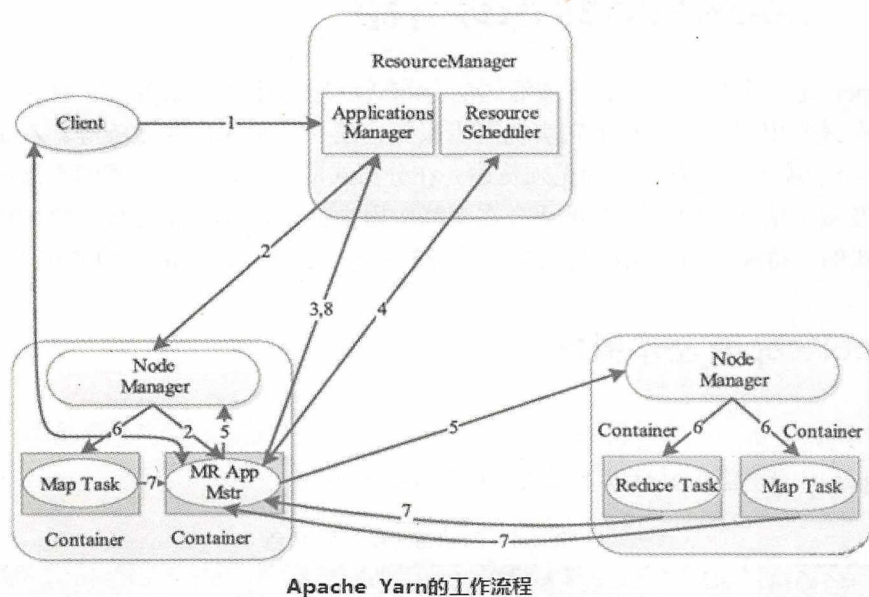 ResourceManager
Client
1
Applications
Manager
Resource
Scheduler
2
3,8
4
Node
Manager
6
2
5
Map Task
7
MR App
Mstr
Container
Container
5
Node
Manager
Container
6
6
Container
Reduce Task
Map Task
7
7
Apache Yarn的工作流程